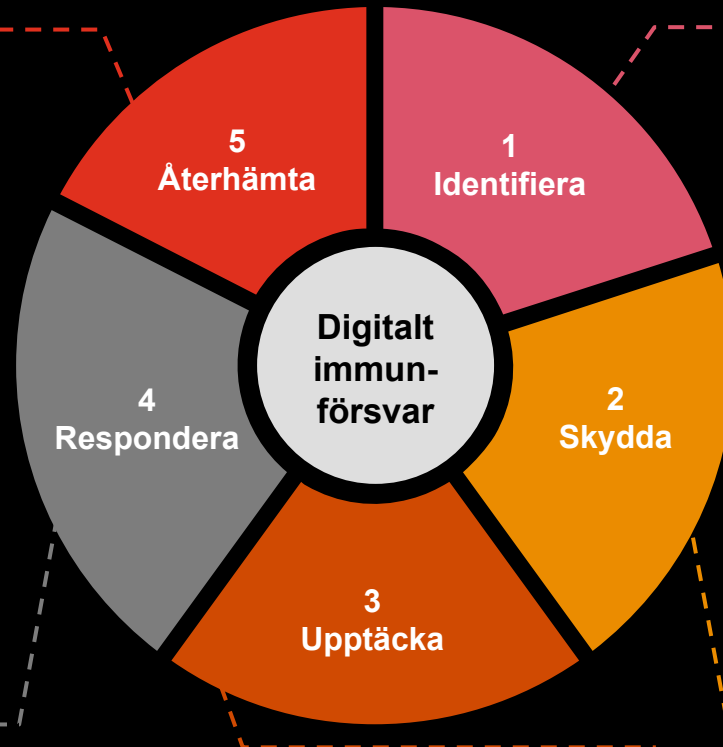 5
Återhämta
1
Identifiera
Digitalt
immun-
försvar
4
Respondera
2
Skydda
3
Upptäcka